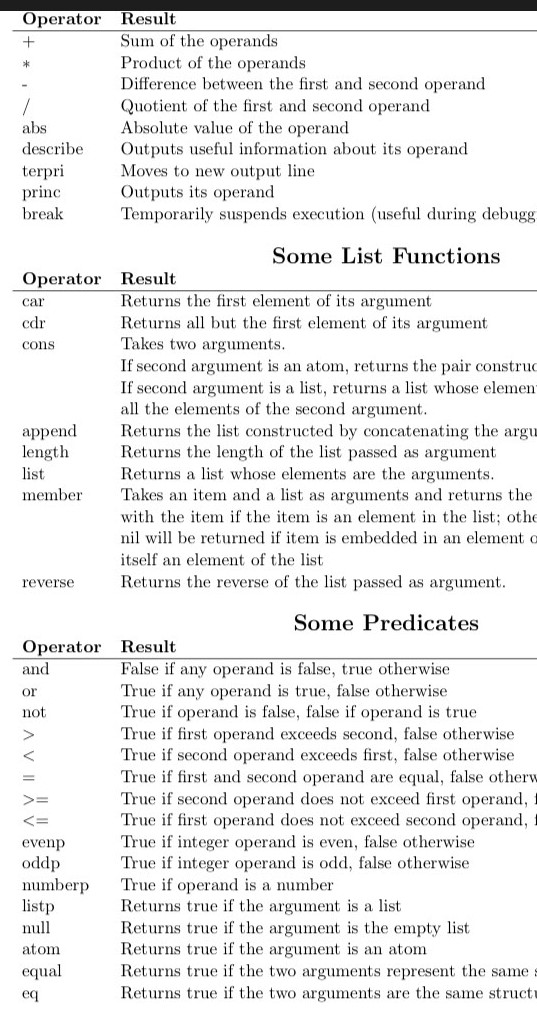 Operator Result
+ Sum of the operands
* Product of the operands
- Difference between the first and second operand
/ Quotient of the first and second operand
abs Absolute value of the operand
describe Outputs useful information about its operand
terpri Moves to new output line
princ Outputs its operand
break Temporarily suspends execution (useful during debugg
Some List Functions
Operator Result
car Returns the first element of its argument
cdr Returns all but the first element of its argument
cons Takes two arguments.
If second argument is an atom, returns the pair construc
If second argument is a list, returns a list whose elemen
all the elements of the second argument.
append Returns the list constructed by concatenating the argu
length Returns the length of the list passed as argument
list Returns a list whose elements are the arguments.
member Takes an item and a list as arguments and returns the
with the item if the item is an element in the list; othe
nil will be returned if item is embedded in an element o
itself an element of the list
reverse Returns the reverse of the list passed as argument.
Some Predicates
Operator Result
and False if any operand is false, true otherwise
or True if any operand is true, false otherwise
not True if operand is false, false if operand is true
> True if first operand exceeds second, false otherwise
< True if second operand exceeds first, false otherwise
= True if first and second operand are equal, false otherw
>= True if second operand does not exceed first operand, f
<= True if first operand does not exceed second operand, f
evenp True if integer operand is even, false otherwise
oddp True if integer operand is odd, false otherwise
numberp True if operand is a number
listp Returns true if the argument is a list
null Returns true if the argument is the empty list
atom Returns true if the argument is an atom
equal Returns true if the two arguments represent the same s
eq Returns true if the two arguments are the same structu